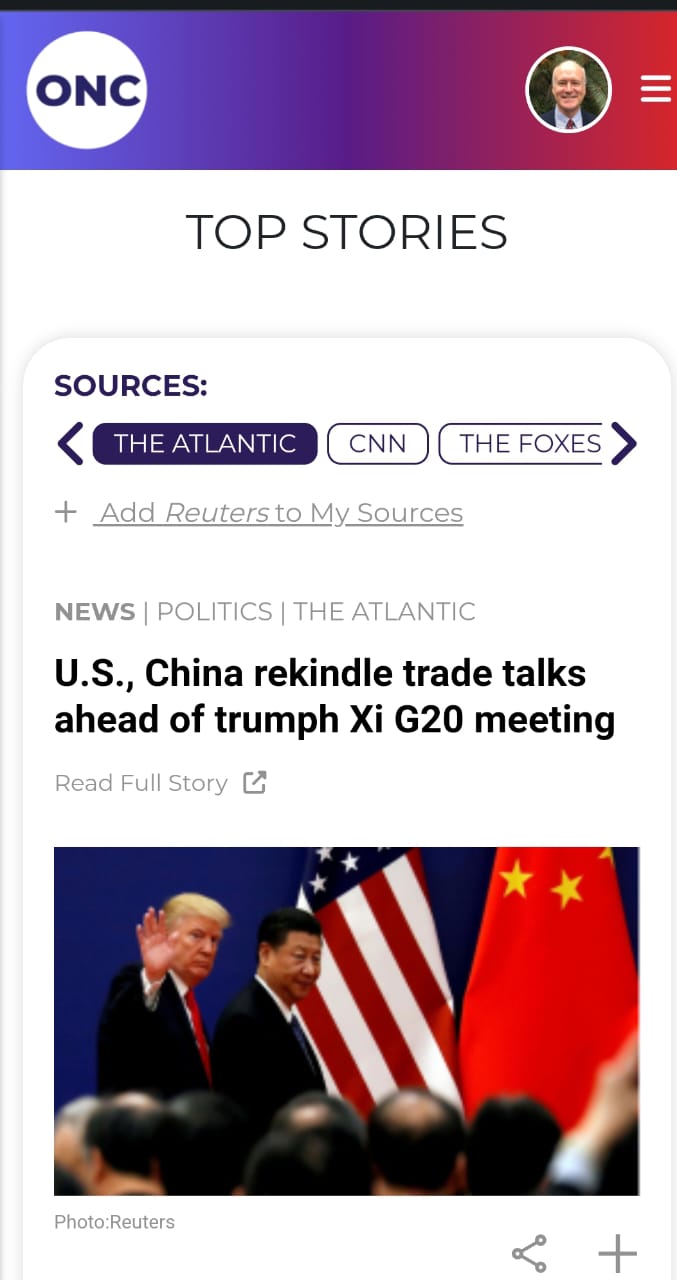 ONC
TOP STORIES
SOURCES:
THE ATLANTIC CNN THE FOXES
Add Reuters to My Sources
NEWS | POLITICS | THE ATLANTIC
U.S., China rekindle trade talks
ahead of trumph Xi G20 meeting
Read Full Story
Photo:Reuters